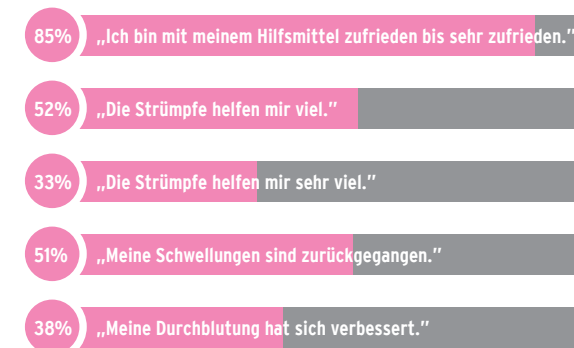 85% „Ich bin mit meinem Hilfsmittel zufrieden bis sehr zufrieden."
52% „Die Strümpfe helfen mir viel."
33% „Die Strümpfe helfen mir sehr viel."
51% „Meine Schwellungen sind zurückgegangen."
38% „Meine Durchblutung hat sich verbessert."